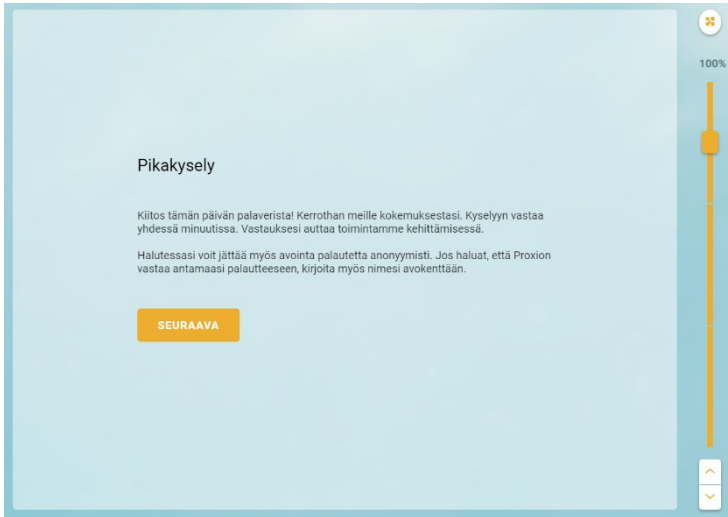 100%
Pikakysely
Kiitos tämän päivän palaverista! Kerrothan meille kokemuksestasi. Kyselyyn vastaa
yhdessä minuutissa. Vastauksesi auttaa toimintamme kehittämisessä.
Halutessasi voit jättää myös avointa palautetta anonyymisti. Jos haluat, että Proxion
vastaa antamaasi palautteeseen, kirjoita myös nimesi avokenttään.
SEURAAVA